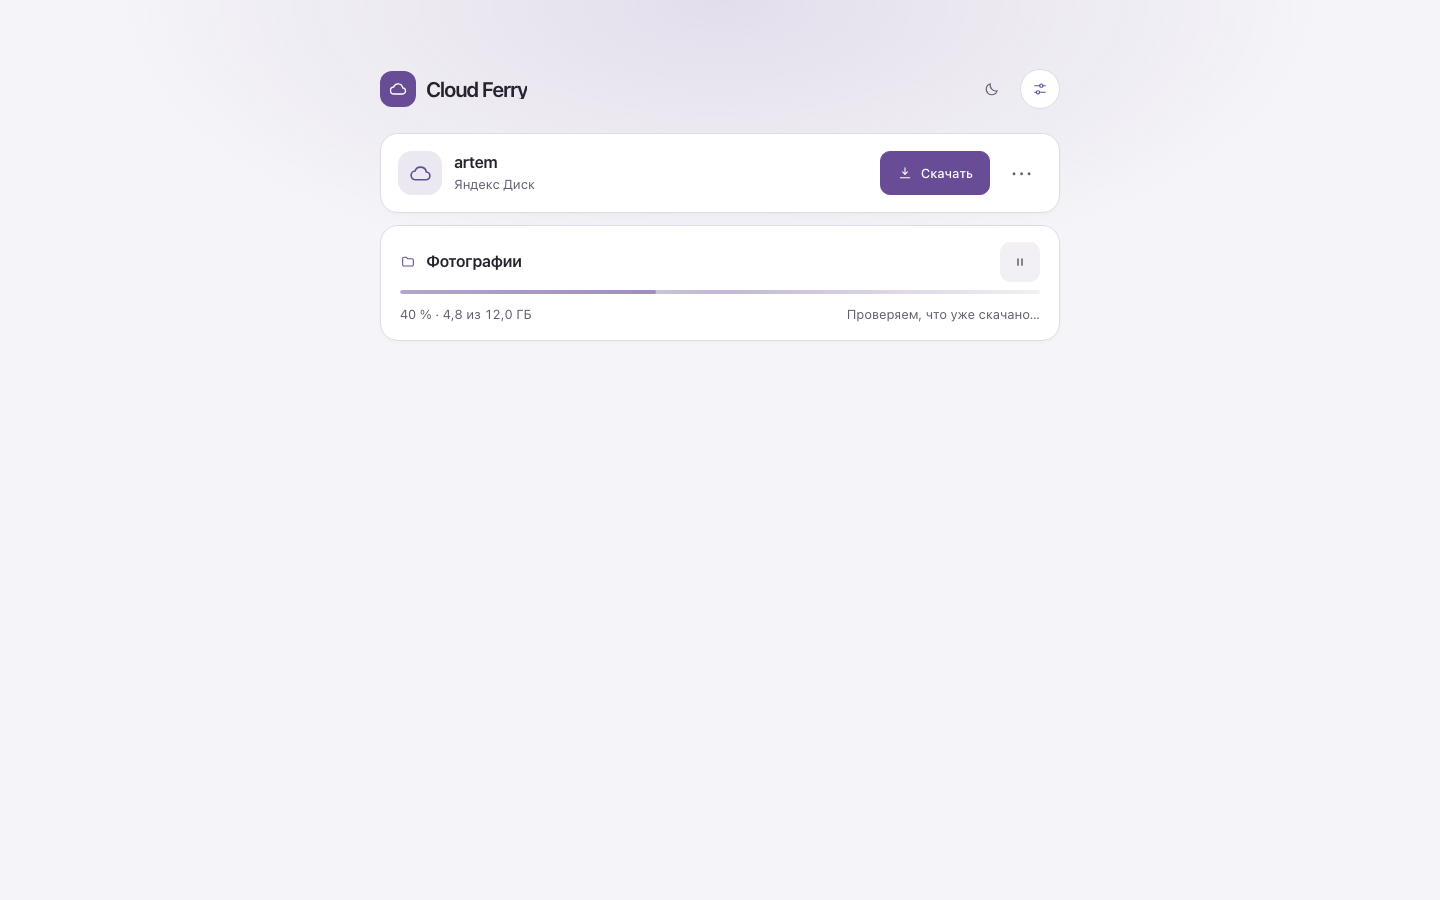 Cloud Ferry
artem
Яндекс Диск
Скачать
Фотографии
40 % · 4,8 из 12,0 ГБ
Проверяем, что уже скачано…